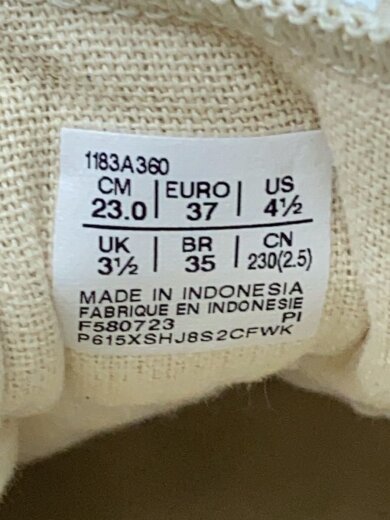 1183A360
CM | EURO | US
23.0 | 37 | 4½
UK | BR | CN
3½ | 35 | 230(2.5)
MADE IN INDONESIA
FABRIQUE EN INDONESIE
F580723 PI
P615XSHJ8S2CFWK